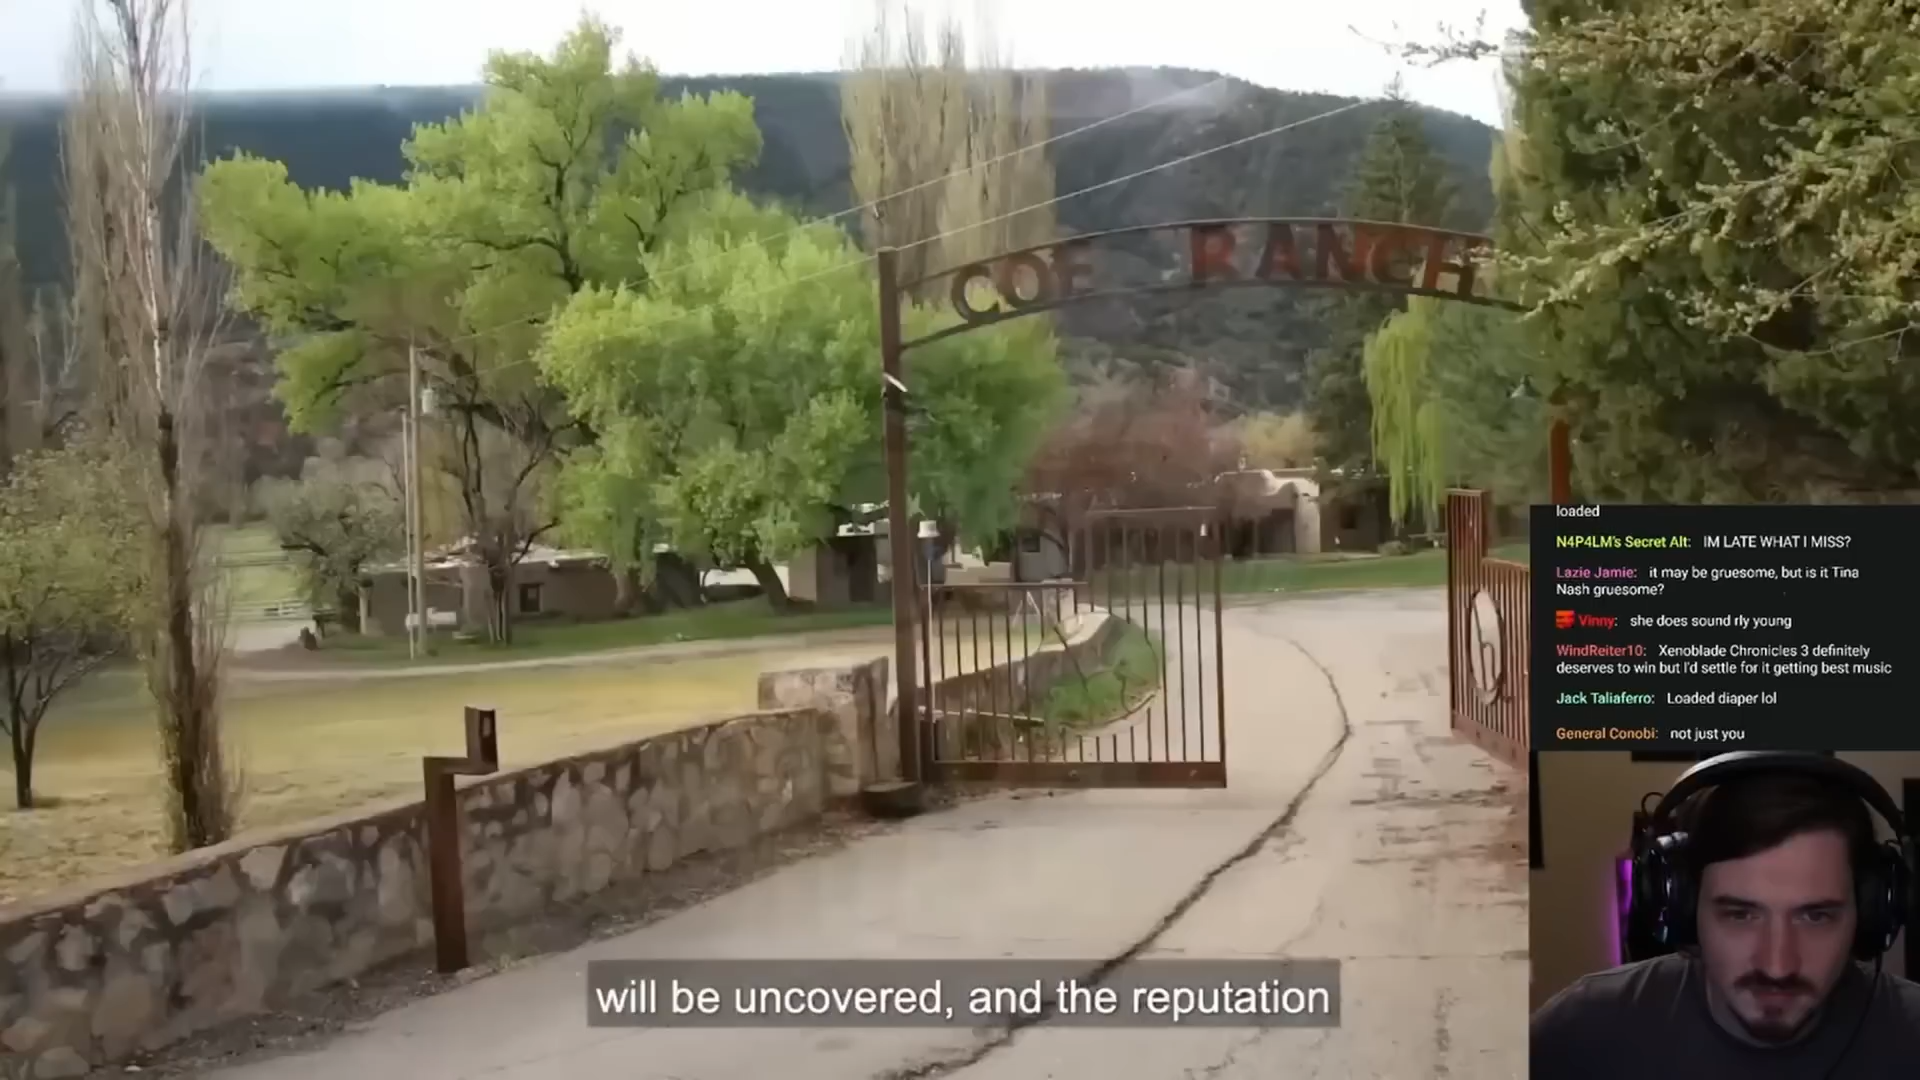 COE RANCH
loaded
N4P4LM's Secret Alt: IM LATE WHAT I MISS?
Lazie Jamie: it may be gruesome, but is it Tina
Nash gruesome?
Vinny: she does sound rly young
WindReiter10: Xenoblade Chronicles 3 definitely
deserves to win but I'd settle for it getting best music
Jack Taliaferro: Loaded diaper lol
General Conobi: not just you
will be uncovered, and the reputation